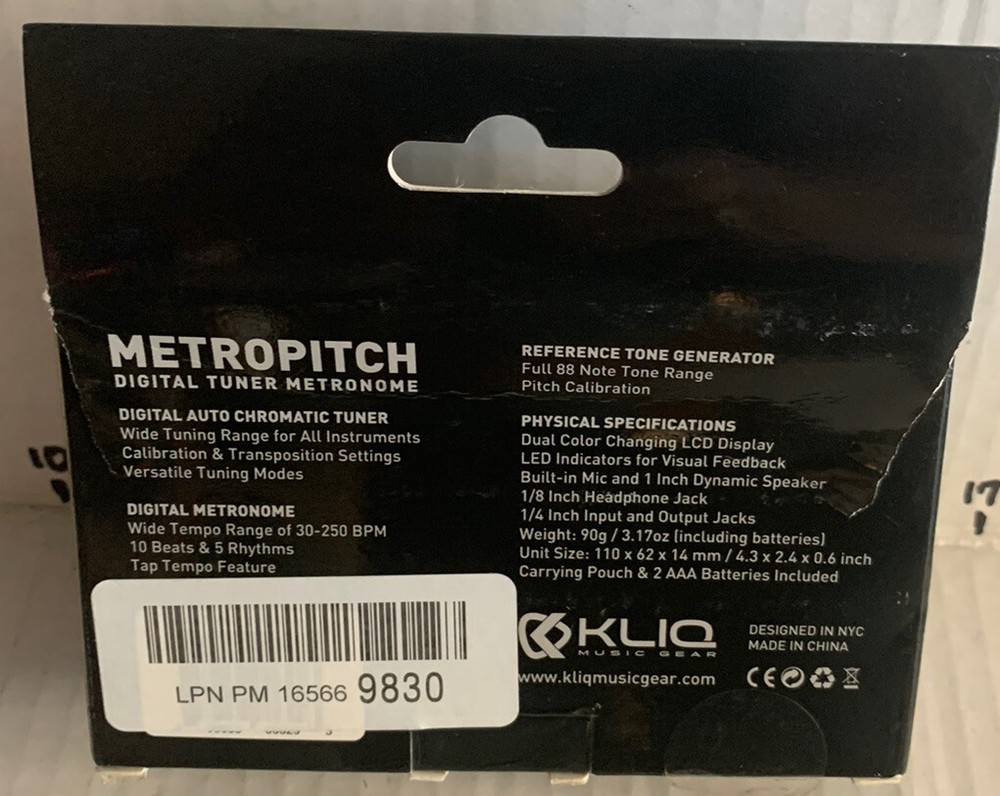 METROPITCH
DIGITAL TUNER METRONOME
DIGITAL AUTO CHROMATIC TUNER
Wide Tuning Range for All Instruments
Calibration & Transposition Settings
Versatile Tuning Modes
DIGITAL METRONOME
Wide Tempo Range of 30-250 BPM
10 Beats & 5 Rhythms
Tap Tempo Feature
REFERENCE TONE GENERATOR
Full 88 Note Tone Range
Pitch Calibration
PHYSICAL SPECIFICATIONS
Dual Color Changing LCD Display
LED Indicators for Visual Feedback
Built-in Mic and 1 Inch Dynamic Speaker
1/8 Inch Headphone Jack
1/4 Inch Input and Output Jacks
Weight: 90g / 3.17oz (including batteries)
Unit Size: 110 x 62 x 14 mm / 4.3 x 2.4 x 0.6 inch
Carrying Pouch & 2 AAA Batteries Included
LPN PM 16566 9830
KLIQ
MUSIC GEAR
www.kliqmusicgear.com
DESIGNED IN NYC
MADE IN CHINA
CE
10
17